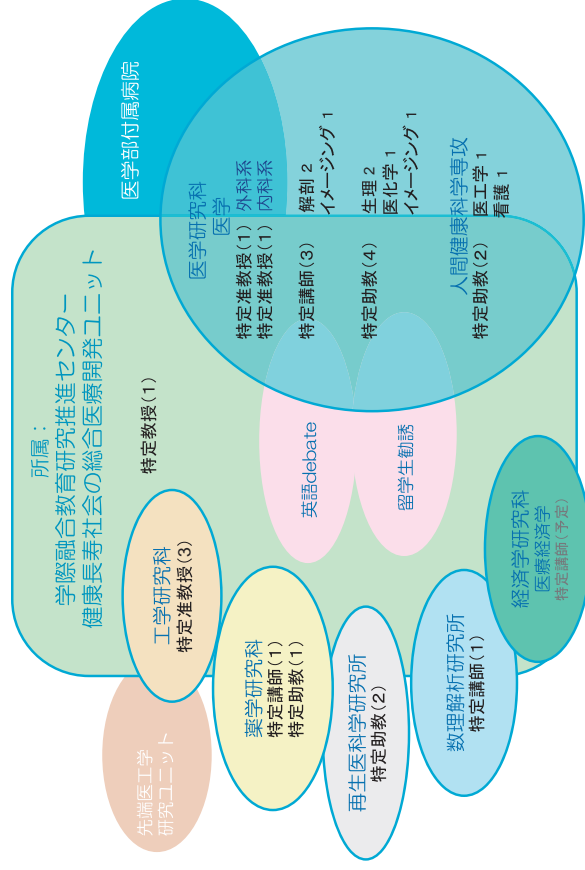 所属：
学際融合教育研究推進センター
健康長寿社会の総合医療開発ユニット
特定教授（1）
医学部付属病院
医学研究科
医学
特定准教授（1） 外科系
特定准教授（1） 内科系
特定講師（3） 解剖 2
イメージング 1
特定助教（4） 生理 2
医化学 1
イメージング 1
人間健康科学専攻
特定助教（2） 医工学 1
看護 1
英語debate
留学生勧誘
先端医工学
研究ユニット
工学研究科
特定准教授（3）
薬学研究科
特定講師（1）
特定助教（1）
再生医科学研究所
特定助教（2）
数理解析研究所
特定講師（1）
経済学研究科
医療経済学
特定講師（予定）